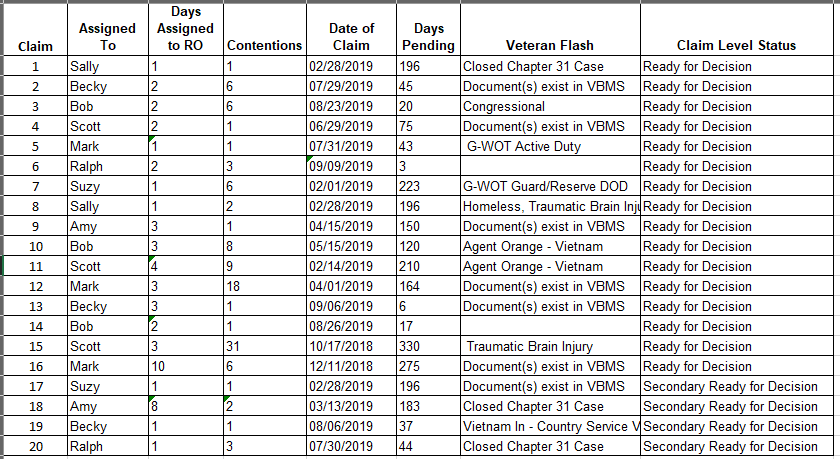 Claim Assigned To Days Assigned to RO Contentions Date of Claim Days Pending Veteran Flash Claim Level Status
1 Sally 1 1 02/28/2019 196 Closed Chapter 31 Case Ready for Decision
2 Becky 2 6 07/29/2019 45 Document(s) exist in VBMS Ready for Decision
3 Bob 2 6 08/23/2019 20 Congressional Ready for Decision
4 Scott 2 1 06/29/2019 75 Document(s) exist in VBMS Ready for Decision
5 Mark 1 1 07/31/2019 43 G-WOT Active Duty Ready for Decision
6 Ralph 2 3 09/09/2019 3 Ready for Decision
7 Suzy 1 6 02/01/2019 223 G-WOT Guard/Reserve DOD Ready for Decision
8 Sally 1 2 02/28/2019 196 Homeless, Traumatic Brain Inju Ready for Decision
9 Amy 3 1 04/15/2019 150 Document(s) exist in VBMS Ready for Decision
10 Bob 3 8 05/15/2019 120 Agent Orange - Vietnam Ready for Decision
11 Scott 4 9 02/14/2019 210 Agent Orange - Vietnam Ready for Decision
12 Mark 3 18 04/01/2019 164 Document(s) exist in VBMS Ready for Decision
13 Becky 3 1 09/06/2019 6 Document(s) exist in VBMS Ready for Decision
14 Bob 2 1 08/26/2019 17 Ready for Decision
15 Scott 3 31 10/17/2018 330 Traumatic Brain Injury Ready for Decision
16 Mark 10 6 12/11/2018 275 Document(s) exist in VBMS Ready for Decision
17 Suzy 1 1 02/28/2019 196 Document(s) exist in VBMS Secondary Ready for Decision
18 Amy 8 2 03/13/2019 183 Closed Chapter 31 Case Secondary Ready for Decision
19 Becky 1 1 08/06/2019 37 Vietnam In - Country Service V Secondary Ready for Decision
20 Ralph 1 3 07/30/2019 44 Closed Chapter 31 Case Secondary Ready for Decision